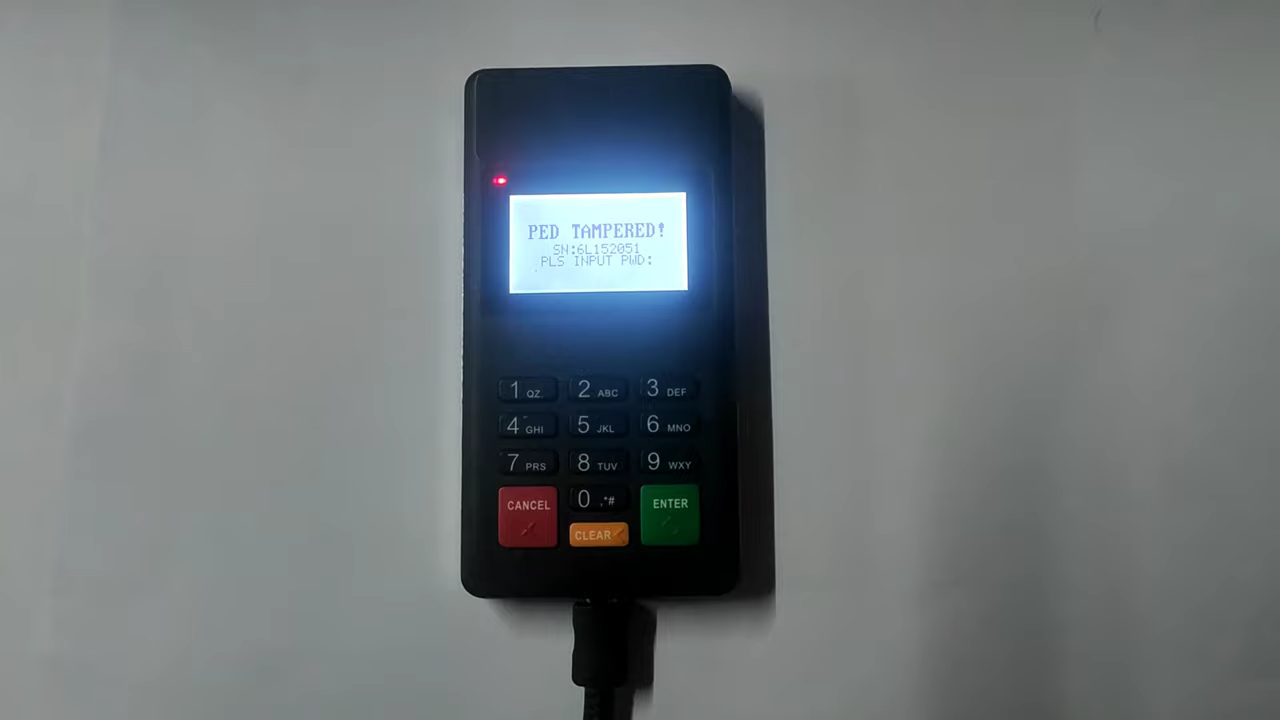 PED TAMPERED!
SN:6L152051
PLS INPUT PWD:
1 QZ. 2 ABC 3 DEF
4 GHI 5 JKL 6 MNO
7 PRS 8 TUV 9 WXY
CANCEL 0 .*# ENTER
CLEAR